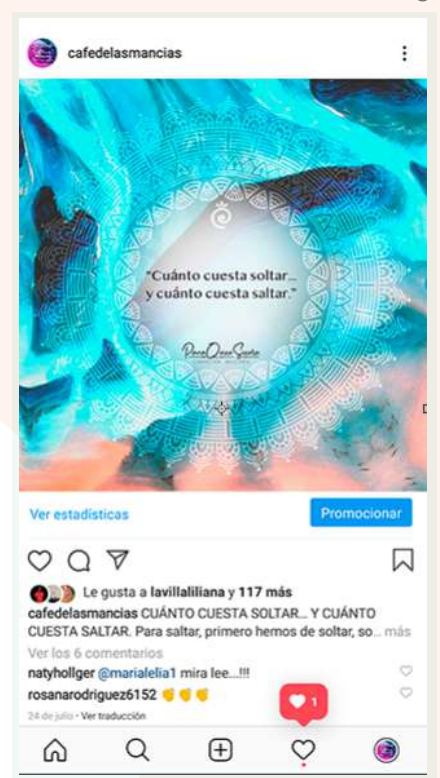 cafedelasmancias
"Cuánto cuesta soltar...
y cuánto cuesta saltar."
Ver estadísticas
Promocionar
Le gusta a lavillaliliana y 117 más
cafedelasmancias CUÁNTO CUESTA SOLTAR... Y CUÁNTO
CUESTA SALTAR. Para saltar, primero hemos de soltar, so... más
Ver los 6 comentarios
natyhollger @marialelia1 mira lee...!!!
rosanarodriguez6152
1
24 de julio · Ver traducción